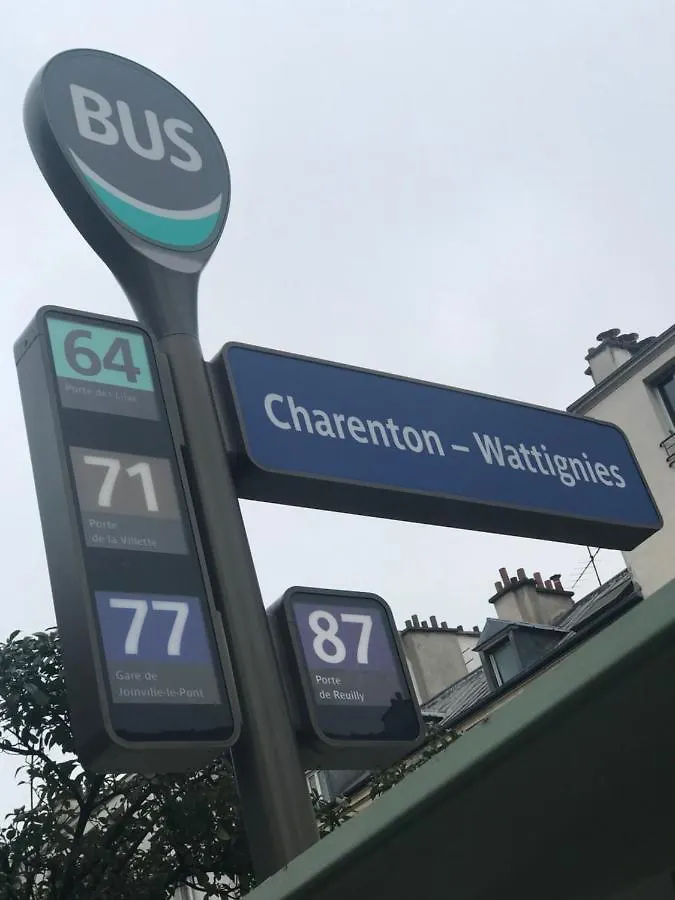 BUS
64
Porte des Lilas
71
Porte
de la Villette
77
Gare de
Joinville-le-Pont
Charenton – Wattignies
87
Porte
de Reuilly